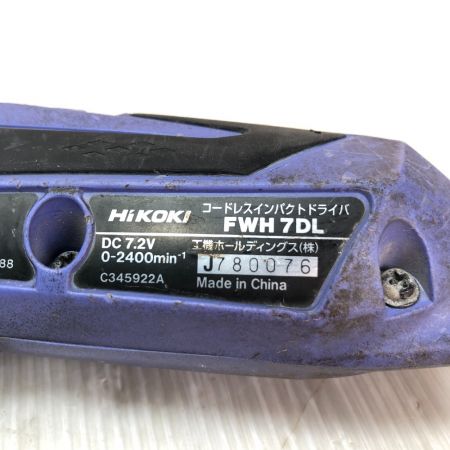 HiKOKI コードレスインパクトドライバ
FWH 7DL
DC 7.2V 工機ホールディングス(株)
0-2400min⁻¹ J780076
C345922A Made in China
88